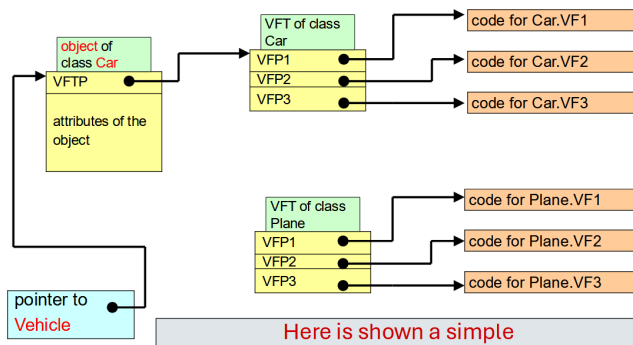 object of
class Car
VFTP
attributes of the
object
VFT of class
Car
VFP1
VFP2
VFP3
code for Car.VF1
code for Car.VF2
code for Car.VF3
VFT of class
Plane
VFP1
VFP2
VFP3
code for Plane.VF1
code for Plane.VF2
code for Plane.VF3
pointer to
Vehicle
Here is shown a simple